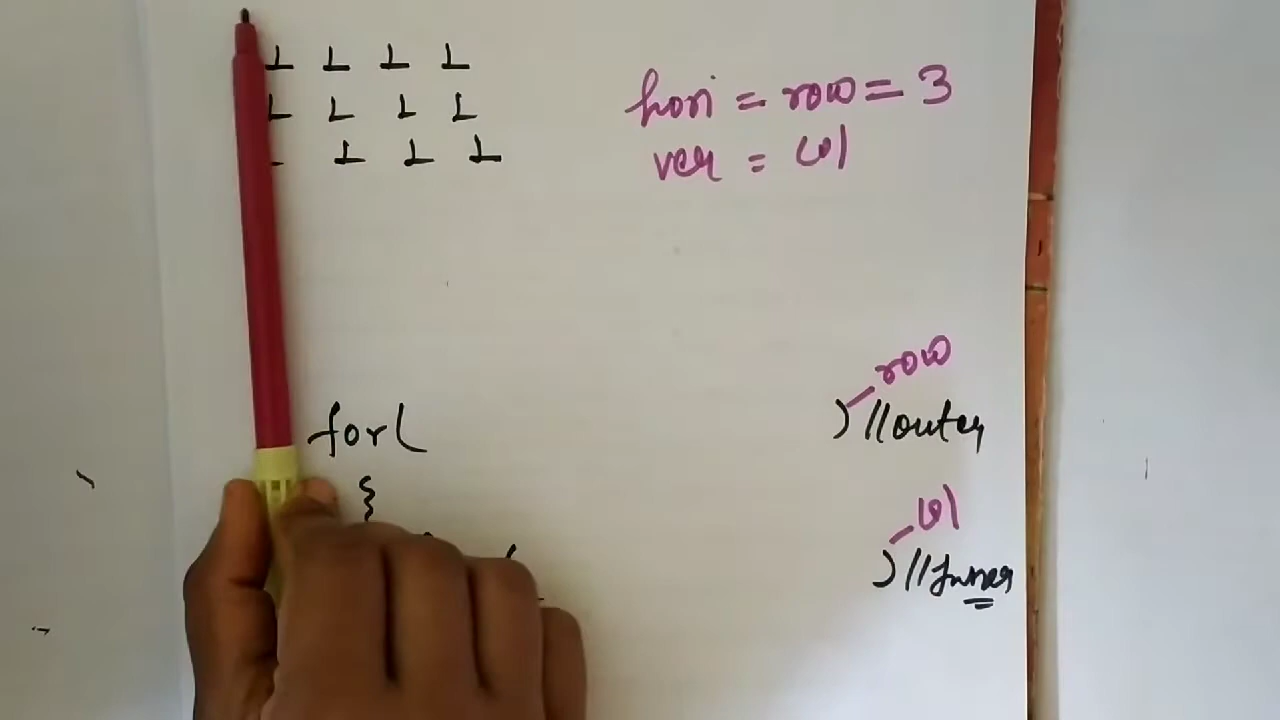 1 1 1 1
1 1 1 1
1 1 1
hori = row = 3
ver = col
row
for( ) //outer
{
col
( ) //Inner